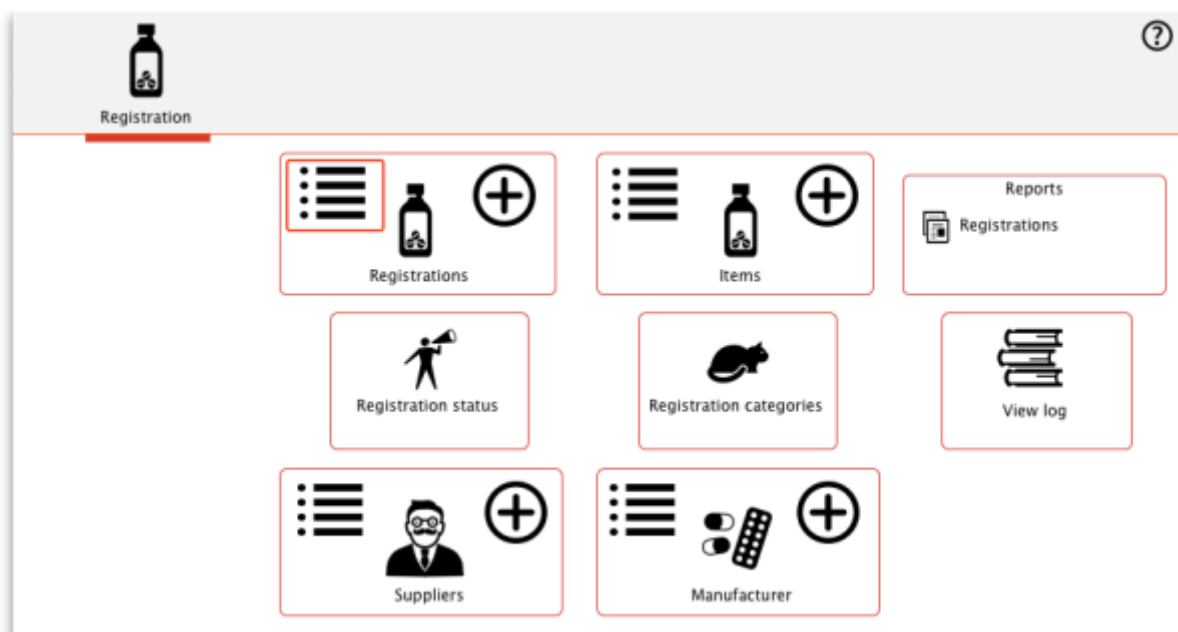 ?
Registration
Registrations
Items
Reports
Registrations
Registration status
Registration categories
View log
Suppliers
Manufacturer